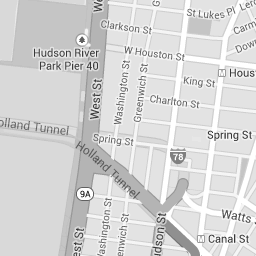 St Lukes Pl
Clarkson St
Hudson River
Park Pier 40
W Houston St
West St
Washington St
Greenwich St
King St
Charlton St
Holland Tunnel
Spring St
Spring St
78
Holland Tunnel
9A
West St
Washington St
Greenwich St
Watts
Canal St